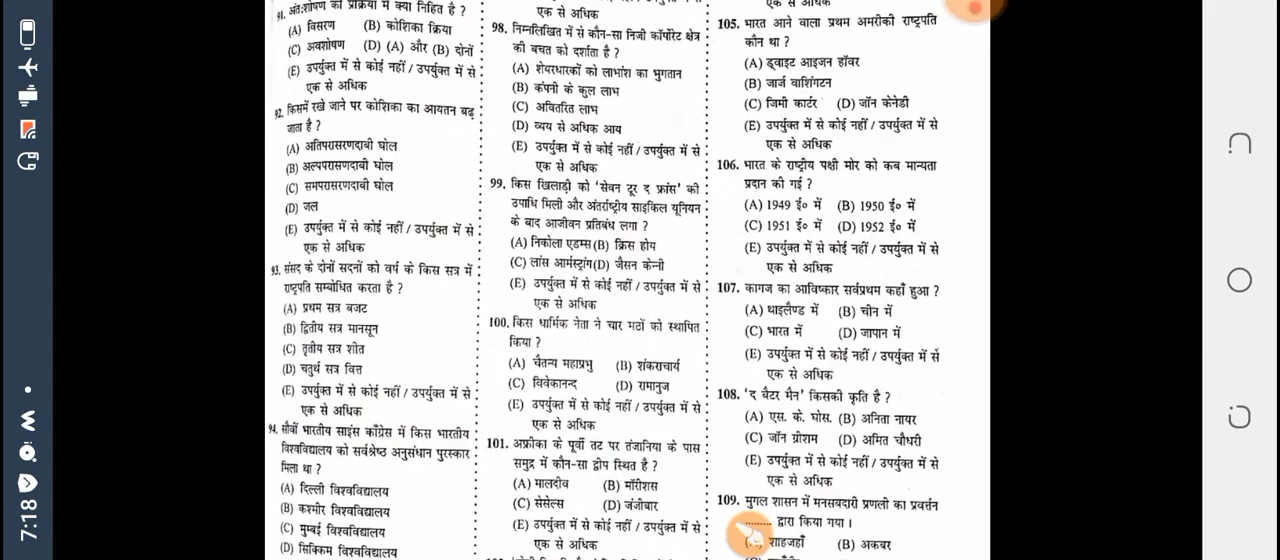 91. अंत:शोषण की प्रक्रिया में क्या निहित है ?
(A) विसरण (B) कोशिका क्रिया
(C) अवशोषण (D) (A) और (B) दोनों
(E) उपर्युक्त में से कोई नहीं / उपर्युक्त में से
एक से अधिक
92. किसमें रखे जाने पर कोशिका का आयतन बढ़
जाता है ?
(A) अतिपरासरणदाबी घोल
(B) अल्पपरासणदाबी घोल
(C) समपरासरणदाबी घोल
(D) जल
(E) उपर्युक्त में से कोई नहीं / उपर्युक्त में से
एक से अधिक
93. संसद के दोनों सदनों को वर्ष के किस सत्र में
राष्ट्रपति सम्बोधित करता है ?
(A) प्रथम सत्र बजट
(B) द्वितीय सत्र मानसून
(C) तृतीय सत्र शीत
(D) चतुर्थ सत्र वित्त
(E) उपर्युक्त में से कोई नहीं / उपर्युक्त में से
एक से अधिक
94. सौवीं भारतीय साइंस काँग्रेस में किस भारतीय
विश्वविद्यालय को सर्वश्रेष्ठ अनुसंधान पुरस्कार
मिला था ?
(A) दिल्ली विश्वविद्यालय
(B) कश्मीर विश्वविद्यालय
(C) मुम्बई विश्वविद्यालय
(D) सिक्किम विश्वविद्यालय
एक से अधिक
98. निम्नलिखित में से कौन-सा निजी कॉर्पोरेट क्षेत्र
की बचत को दर्शाता है ?
(A) शेयरधारकों को लाभांश का भुगतान
(B) कंपनी के कुल लाभ
(C) अवितरित लाभ
(D) व्यय से अधिक आय
(E) उपर्युक्त में से कोई नहीं / उपर्युक्त में से
एक से अधिक
99. किस खिलाड़ी को 'सेवन टूर द फ्रांस' की
उपाधि मिली और अंतर्राष्ट्रीय साइकिल यूनियन
के बाद आजीवन प्रतिबंध लगा ?
(A) निकोला एडम्स (B) क्रिस होय
(C) लांस आर्मस्ट्रांग (D) जैसन केन्नी
(E) उपर्युक्त में से कोई नहीं / उपर्युक्त में से
एक से अधिक
100. किस धार्मिक नेता ने चार मठों को स्थापित
किया ?
(A) चैतन्य महाप्रभु (B) शंकराचार्य
(C) विवेकानन्द (D) रामानुज
(E) उपर्युक्त में से कोई नहीं / उपर्युक्त में से
एक से अधिक
101. अफ्रीका के पूर्वी तट पर तंजानिया के पास
समुद्र में कौन-सा द्वीप स्थित है ?
(A) मालदीव (B) मॉरीशस
(C) सेसेल्स (D) जंजीबार
(E) उपर्युक्त में से कोई नहीं / उपर्युक्त में से
एक से अधिक
एक से अधिक
105. भारत आने वाला प्रथम अमरीकी राष्ट्रपति
कौन था ?
(A) ड्वाइट आइजन हॉवर
(B) जार्ज वाशिंगटन
(C) जिमी कार्टर (D) जॉन केनेडी
(E) उपर्युक्त में से कोई नहीं / उपर्युक्त में से
एक से अधिक
106. भारत के राष्ट्रीय पक्षी मोर को कब मान्यता
प्रदान की गई ?
(A) 1949 ई० में (B) 1950 ई० में
(C) 1951 ई० में (D) 1952 ई० में
(E) उपर्युक्त में से कोई नहीं / उपर्युक्त में से
एक से अधिक
107. कागज का आविष्कार सर्वप्रथम कहाँ हुआ ?
(A) थाइलैण्ड में (B) चीन में
(C) भारत में (D) जापान में
(E) उपर्युक्त में से कोई नहीं / उपर्युक्त में से
एक से अधिक
108. 'द बैटर मैन' किसकी कृति है ?
(A) एस. के. घोस. (B) अनिता नायर
(C) जॉन ग्रीशम (D) अमित चौधरी
(E) उपर्युक्त में से कोई नहीं / उपर्युक्त में से
एक से अधिक
109. मुगल शासन में मनसबदारी प्रणली का प्रवर्त्तन
......... द्वारा किया गया।
शाहजहाँ (B) अकबर
7:18